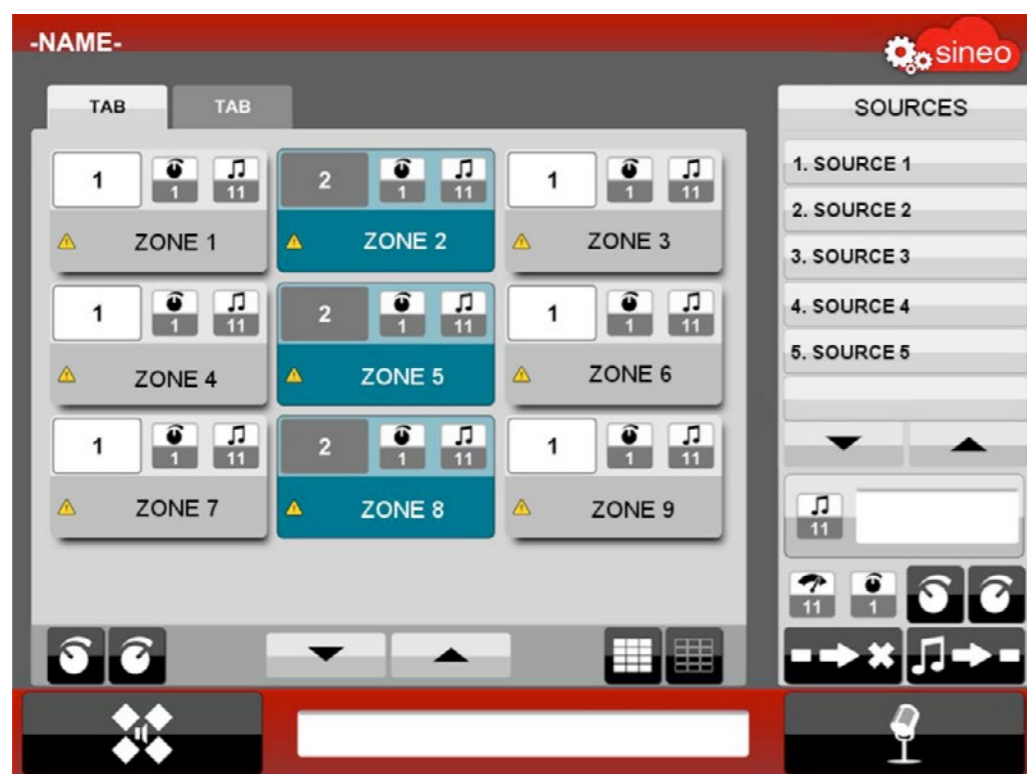 -NAME-
sineo
TAB TAB
SOURCES
1 1 11 2 1 11 1 1 11
ZONE 1 ZONE 2 ZONE 3
1 1 11 2 1 11 1 1 11
ZONE 4 ZONE 5 ZONE 6
1 1 11 2 1 11 1 1 11
ZONE 7 ZONE 8 ZONE 9
1. SOURCE 1
2. SOURCE 2
3. SOURCE 3
4. SOURCE 4
5. SOURCE 5
11
11 1